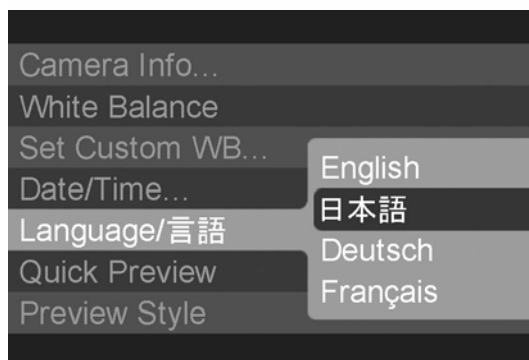 Camera Info...
White Balance
Set Custom WB...
Date/Time...
Language/言語
Quick Preview
Preview Style
English
日本語
Deutsch
Français